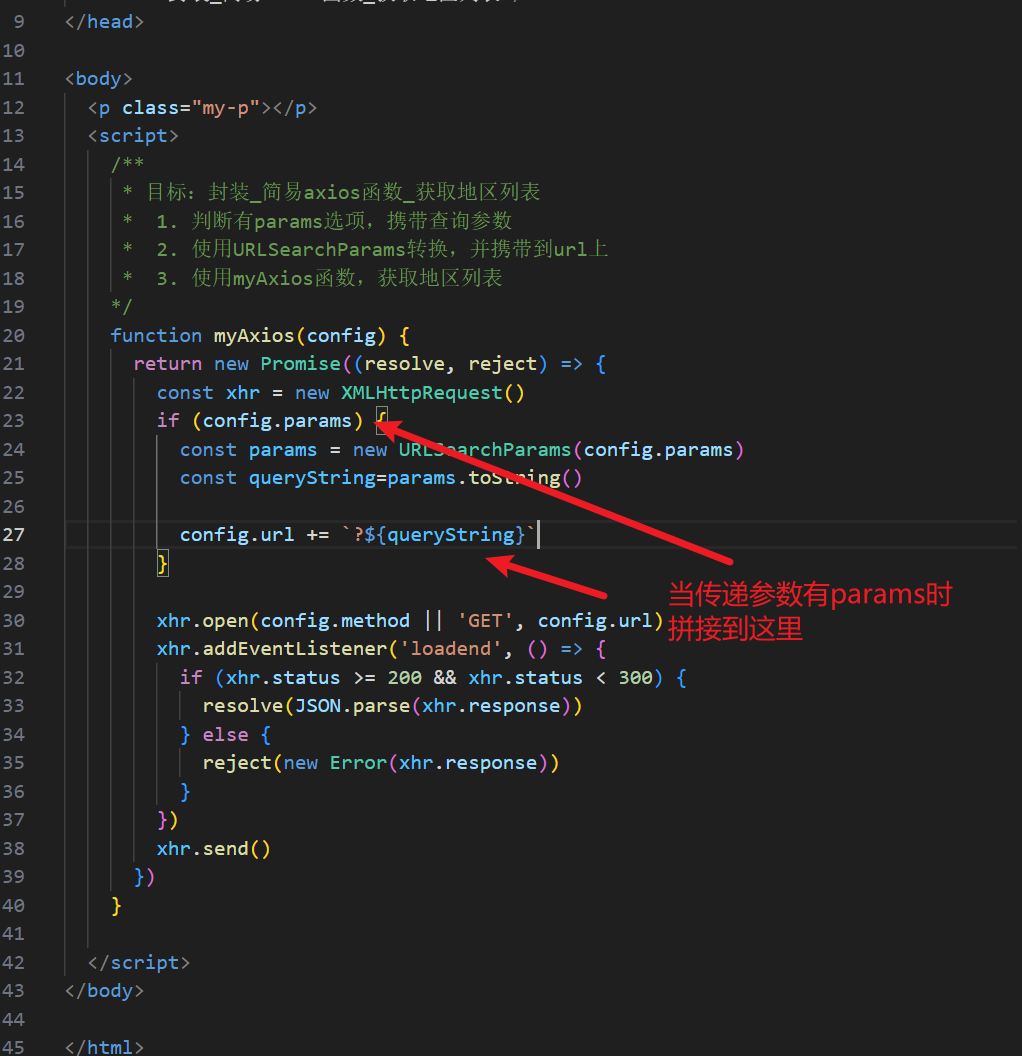 9 </head>
10
11 <body>
12 <p class="my-p"></p>
13 <script>
14 /**
15 * 目标：封装_简易axios函数_获取地区列表
16 * 1. 判断有params选项，携带查询参数
17 * 2. 使用URLSearchParams转换，并携带到url上
18 * 3. 使用myAxios函数，获取地区列表
19 */
20 function myAxios(config) {
21 return new Promise((resolve, reject) => {
22 const xhr = new XMLHttpRequest()
23 if (config.params) {
24 const params = new URLSearchParams(config.params)
25 const queryString=params.toString()
26
27 config.url += `?${queryString}`
28 }
29
当传递参数有params时
拼接到这里
30 xhr.open(config.method || 'GET', config.url)
31 xhr.addEventListener('loadend', () => {
32 if (xhr.status >= 200 && xhr.status < 300) {
33 resolve(JSON.parse(xhr.response))
34 } else {
35 reject(new Error(xhr.response))
36 }
37 })
38 xhr.send()
39 })
40 }
41
42 </script>
43 </body>
44
45 </html>